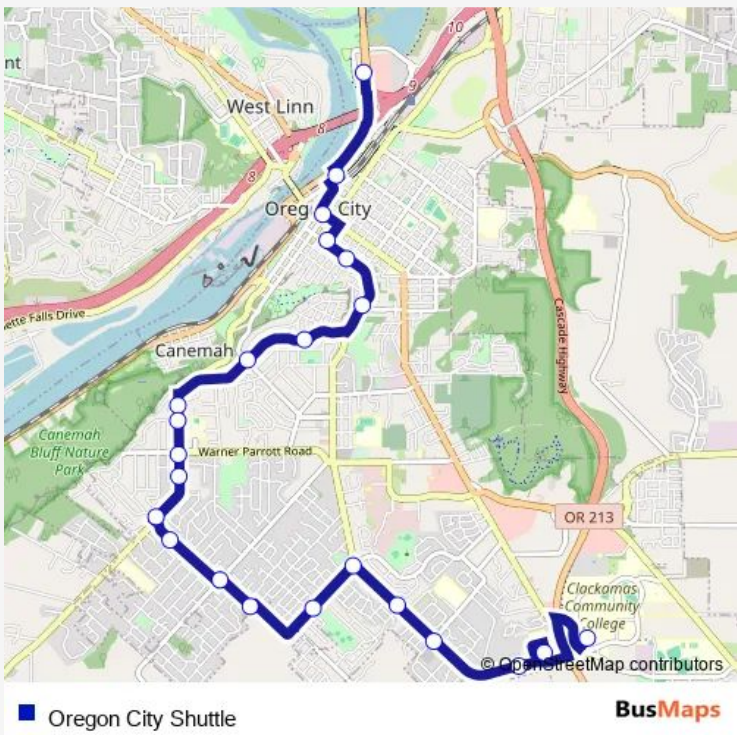 10
nt
9
West Linn
8
8
Oreg City
ette Falls Drive
Canemah
Cascade Highway
Canemah
Bluff Nature
Park
Warner Parrott Road
OR 213
Clackamas
Community
College
© OpenStreetMap contributors
Oregon City Shuttle
BusMaps